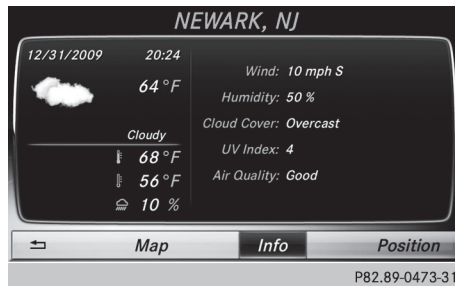 NEWARK, NJ
12/31/2009 20:24
64°F
Cloudy
68°F
56°F
10 %
Wind: 10 mph S
Humidity: 50 %
Cloud Cover: Overcast
UV Index: 4
Air Quality: Good
Map Info Position
P82.89-0473-31